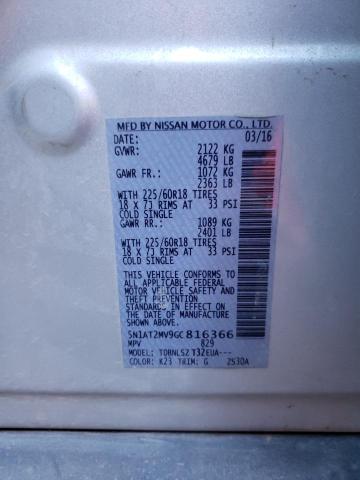 MFD BY NISSAN MOTOR CO., LTD.
DATE: 03/16
GVWR: 2122 KG
4679 LB
GAWR FR.: 1072 KG
2363 LB
WITH 225/60R18 TIRES
18 X 7J RIMS AT 33 PSI
COLD SINGLE
GAWR RR.: 1089 KG
2401 LB
WITH 225/60R18 TIRES
18 X 7J RIMS AT 33 PSI
COLD SINGLE
THIS VEHICLE CONFORMS TO
ALL APPLICABLE FEDERAL
MOTOR VEHICLE SAFETY AND
THEFT PREVENTION
STANDARDS IN EFFECT ON
THE DATE OF MANUFACTURE
SHOWN ABOVE.
5N1AT2MV9GC816366
MPV 829
MODEL: TDBNLSZ T32EUA---
COLOR: K23 TRIM: G 2530A